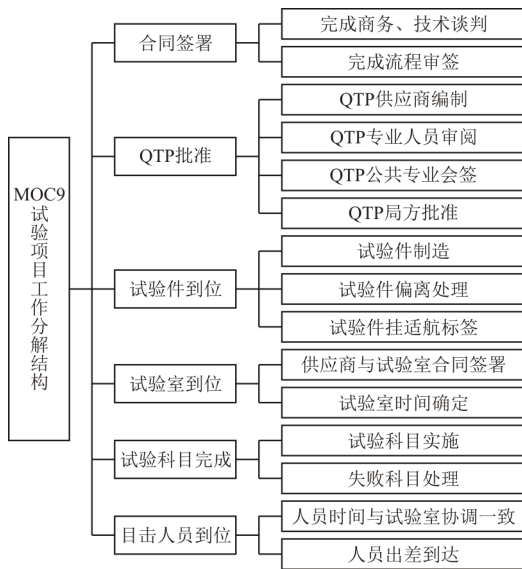 MOC9试验项目工作分解结构
合同签署
完成商务、技术谈判
完成流程审签
QTP批准
QTP供应商编制
QTP专业人员审阅
QTP公共专业会签
QTP局方批准
试验件到位
试验件制造
试验件偏离处理
试验件挂适航标签
试验室到位
供应商与试验室合同签署
试验室时间确定
试验科目完成
试验科目实施
失败科目处理
目击人员到位
人员时间与试验室协调一致
人员出差到达